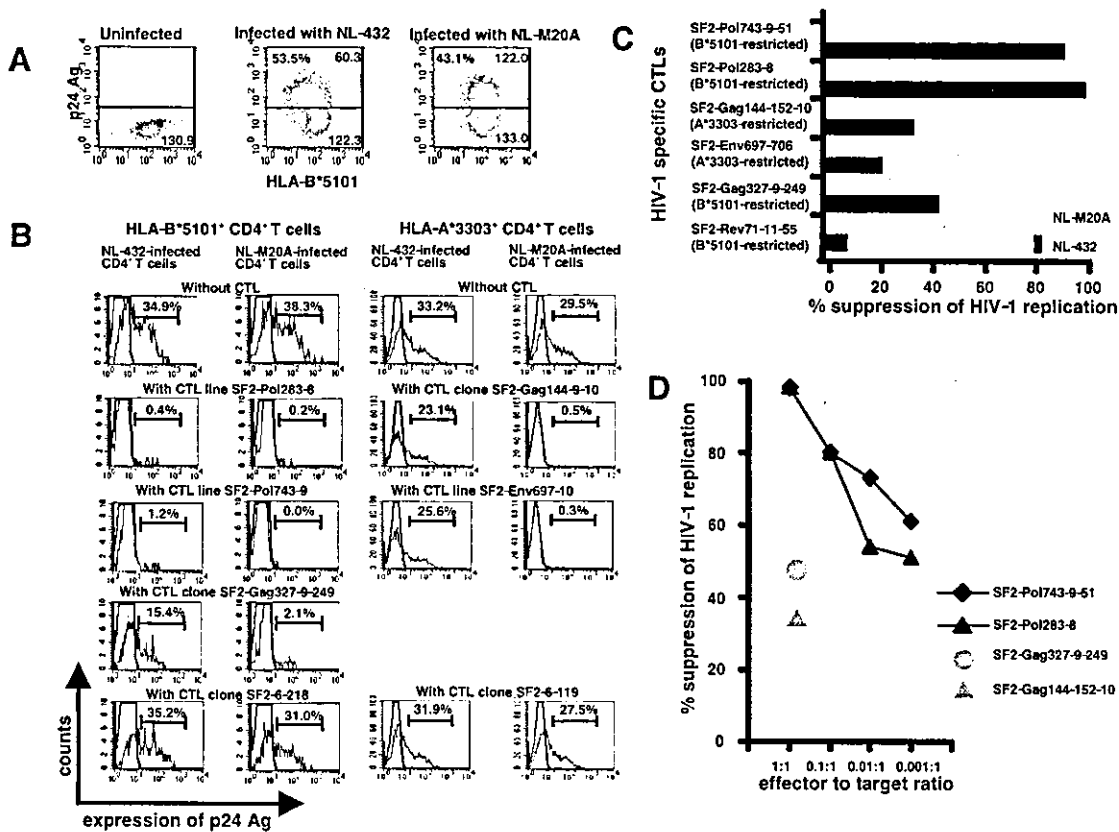 A
Uninfected
Infected with NL-432
Infected with NL-M20A
p24 Ag
130.9
53.5%
60.3
122.3
43.1%
122.0
133.0
HLA-B*5101
B
HLA-B*5101+ CD4+ T cells
HLA-A*3303+ CD4+ T cells
NL-432-infected
CD4+ T cells
NL-M20A-infected
CD4+ T cells
NL-432-infected
CD4+ T cells
NL-M20A-infected
CD4+ T cells
Without CTL
Without CTL
34.9%
38.3%
33.2%
29.5%
With CTL line SF2-Pol283-8
With CTL clone SF2-Gag144-9-10
0.4%
0.2%
23.1%
0.5%
With CTL line SF2-Pol743-9
With CTL line SF2-Env697-10
1.2%
0.0%
25.6%
0.3%
With CTL clone SF2-Gag327-9-249
15.4%
2.1%
With CTL clone SF2-6-218
With CTL clone SF2-6-119
35.2%
31.0%
31.9%
27.5%
counts
expression of p24 Ag
C
HIV-1 specific CTLs
SF2-Pol743-9-51
(B*5101-restricted)
SF2-Pol283-8
(B*5101-restricted)
SF2-Gag144-152-10
(A*3303-restricted)
SF2-Env697-706
(A*3303-restricted)
SF2-Gag327-9-249
(B*5101-restricted)
SF2-Rev71-11-55
(B*5101-restricted)
NL-M20A
NL-432
0 20 40 60 80 100
% suppression of HIV-1 replication
D
% suppression of HIV-1 replication
100
80
60
40
20
0
1:1 0.1:1 0.01:1 0.001:1
effector to target ratio
SF2-Pol743-9-51
SF2-Pol283-8
SF2-Gag327-9-249
SF2-Gag144-152-10